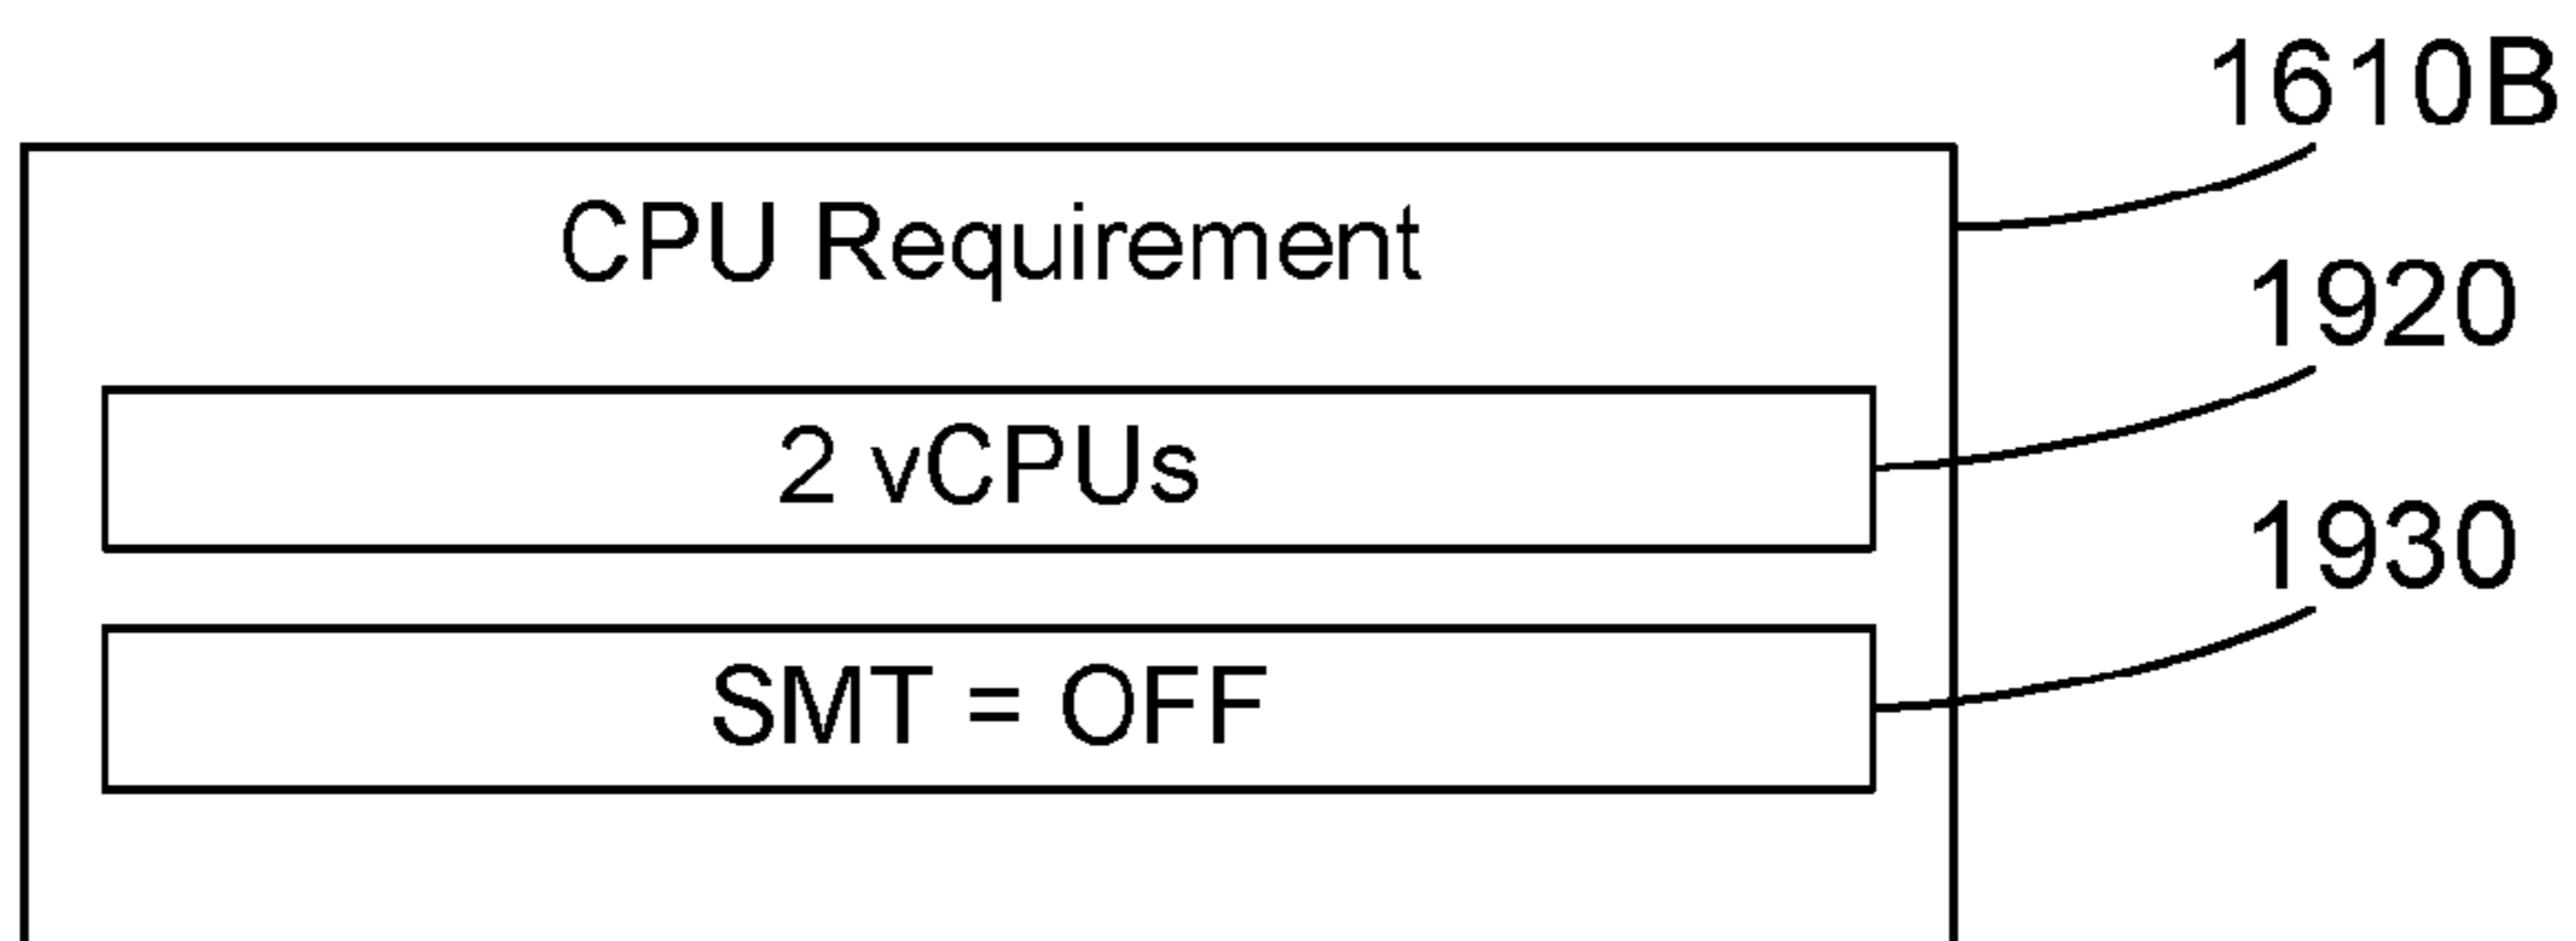 1610B
CPU Requirement
1920
2 vCPUs
1930
SMT = OFF